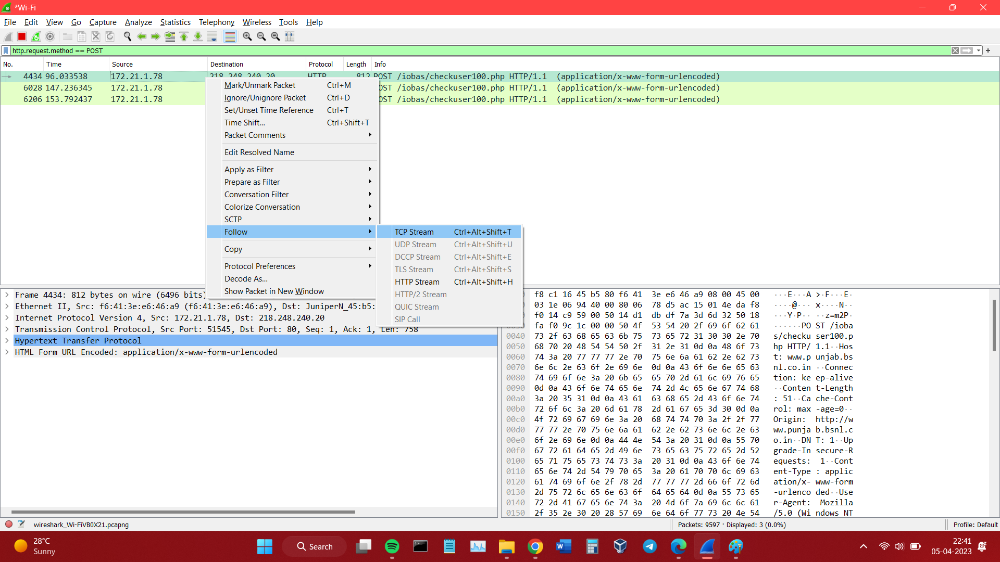 *Wi-Fi
File Edit View Go Capture Analyze Statistics Telephony Wireless Tools Help
http.request.method == POST
No. Time Source Destination Protocol Length Info
4434 96.033538 172.21.1.78 218.248.240.20 HTTP 812 POST /iobas/checkuser100.php HTTP/1.1 (application/x-www-form-urlencoded)
6028 147.236345 172.21.1.78 OST /iobas/checkuser100.php HTTP/1.1 (application/x-www-form-urlencoded)
6206 153.792437 172.21.1.78 OST /iobas/checkuser100.php HTTP/1.1 (application/x-www-form-urlencoded)
Mark/Unmark Packet Ctrl+M
Ignore/Unignore Packet Ctrl+D
Set/Unset Time Reference Ctrl+T
Time Shift... Ctrl+Shift+T
Packet Comments
Edit Resolved Name
Apply as Filter
Prepare as Filter
Conversation Filter
Colorize Conversation
SCTP
Follow
Copy
Protocol Preferences
Decode As...
Show Packet in New Window
TCP Stream Ctrl+Alt+Shift+T
UDP Stream Ctrl+Alt+Shift+U
DCCP Stream Ctrl+Alt+Shift+E
TLS Stream Ctrl+Alt+Shift+S
HTTP Stream Ctrl+Alt+Shift+H
HTTP/2 Stream
QUIC Stream
SIP Call
Frame 4434: 812 bytes on wire (6496 bits)
Ethernet II, Src: f6:41:3e:e6:46:a9 (f6:41:3e:e6:46:a9), Dst: JuniperN_45:b5:
Internet Protocol Version 4, Src: 172.21.1.78, Dst: 218.248.240.20
Transmission Control Protocol, Src Port: 51545, Dst Port: 80, Seq: 1, Ack: 1, Len: 758
Hypertext Transfer Protocol
HTML Form URL Encoded: application/x-www-form-urlencoded
f8 c1 16 45 b5 80 f6 41 3e e6 46 a9 08 00 45 00 ···E···A >·F···E·
03 1e 06 94 40 00 80 06 78 d5 ac 15 01 4e da f8 ····@··· x····N··
f0 14 c9 59 00 50 14 d1 db df 7a 3d 6d 32 50 18 ···Y·P·· ··z=m2P·
fa f0 9c 1c 00 00 50 4f 53 54 20 2f 69 6f 62 61 ······PO ST /ioba
0040 73 2f 63 68 65 63 6b 75 73 65 72 31 30 30 2e 70 s/checku ser100.p
0050 68 70 20 48 54 54 50 2f 31 2e 31 0d 0a 48 6f 73 hp HTTP/ 1.1··Hos
0060 74 3a 20 77 77 77 2e 70 75 6e 6a 61 62 2e 62 73 t: www.p unjab.bs
0070 6e 6c 2e 63 6f 2e 69 6e 0d 0a 43 6f 6e 6e 65 63 nl.co.in ··Connec
0080 74 69 6f 6e 3a 20 6b 65 65 70 2d 61 6c 69 76 65 tion: ke ep-alive
0090 0d 0a 43 6f 6e 74 65 6e 74 2d 4c 65 6e 67 74 68 ··Conten t-Length
00a0 3a 20 35 31 0d 0a 43 61 63 68 65 2d 43 6f 6e 74 : 51··Ca che-Cont
00b0 72 6f 6c 3a 20 6d 61 78 2d 61 67 65 3d 30 0d 0a rol: max -age=0··
00c0 4f 72 69 67 69 6e 3a 20 68 74 74 70 3a 2f 2f 77 Origin: http://w
00d0 77 77 2e 70 75 6e 6a 61 62 2e 62 73 6e 6c 2e 63 ww.punja b.bsnl.c
00e0 6f 2e 69 6e 0d 0a 44 4e 54 3a 20 31 0d 0a 55 70 o.in··DN T: 1··Up
00f0 67 72 61 64 65 2d 49 6e 73 65 63 75 72 65 2d 52 grade-In secure-R
0100 65 71 75 65 73 74 73 3a 20 31 0d 0a 43 6f 6e 74 equests: 1··Cont
0110 65 6e 74 2d 54 79 70 65 3a 20 61 70 70 6c 69 63 ent-Type : applic
0120 61 74 69 6f 6e 2f 78 2d 77 77 77 2d 66 6f 72 6d ation/x- www-form
0130 2d 75 72 6c 65 6e 63 6f 64 65 64 0d 0a 55 73 65 -urlenco ded··Use
0140 72 2d 41 67 65 6e 74 3a 20 4d 6f 7a 69 6c 6c 61 r-Agent: Mozilla
0150 2f 35 2e 30 20 28 57 69 6e 64 6f 77 73 20 4e 54 /5.0 (Wi ndows NT
wireshark_Wi-FiVB0X21.pcapng Packets: 9597 · Displayed: 3 (0.0%) Profile: Default
28°C
Sunny
Search
22:41
05-04-2023